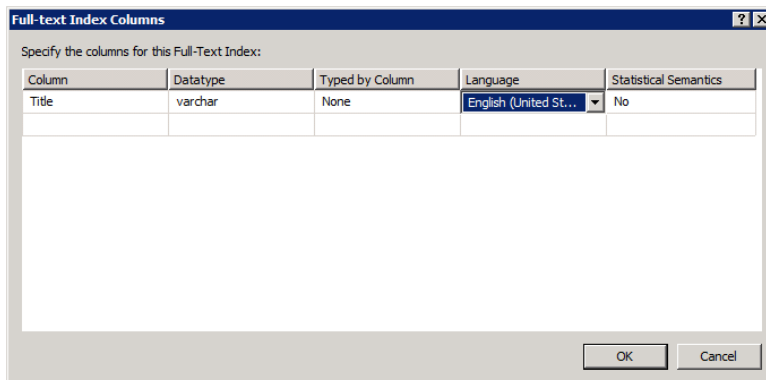 Full-text Index Columns
Specify the columns for this Full-Text Index:
Column Datatype Typed by Column Language Statistical Semantics
Title varchar None English (United St... No
OK Cancel